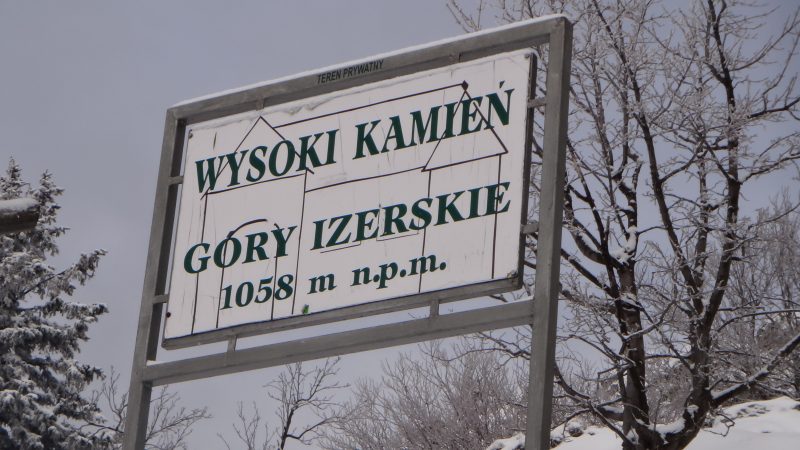 TEREN PRYWATNY
WYSOKI KAMIEŃ
GÓRY IZERSKIE
1058 m n.p.m.